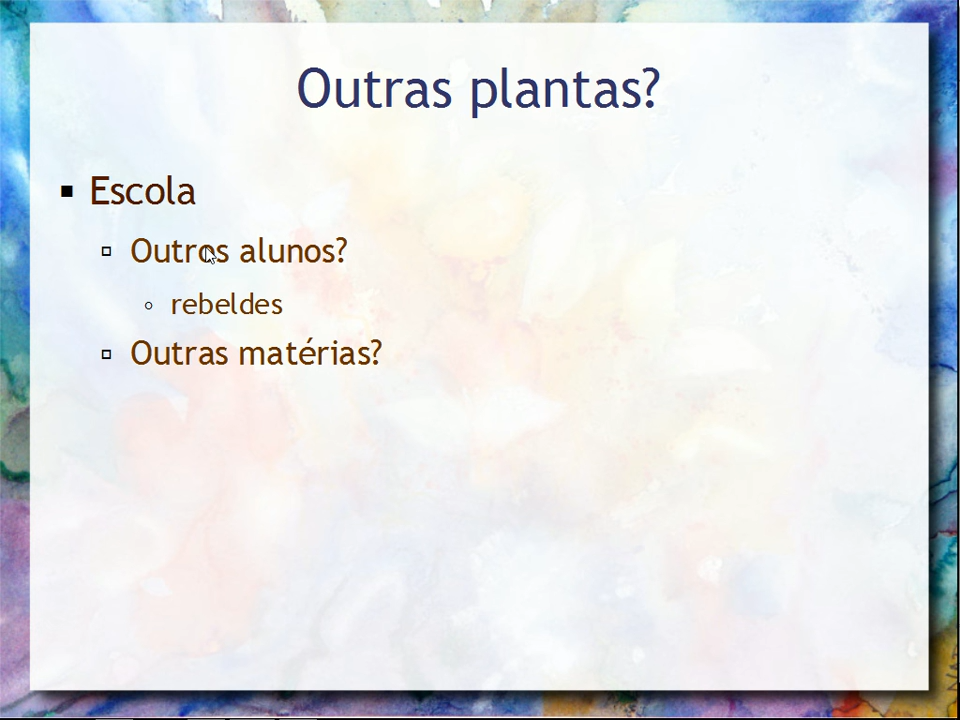 Outras plantas?
Escola
Outros alunos?
rebeldes
Outras matérias?